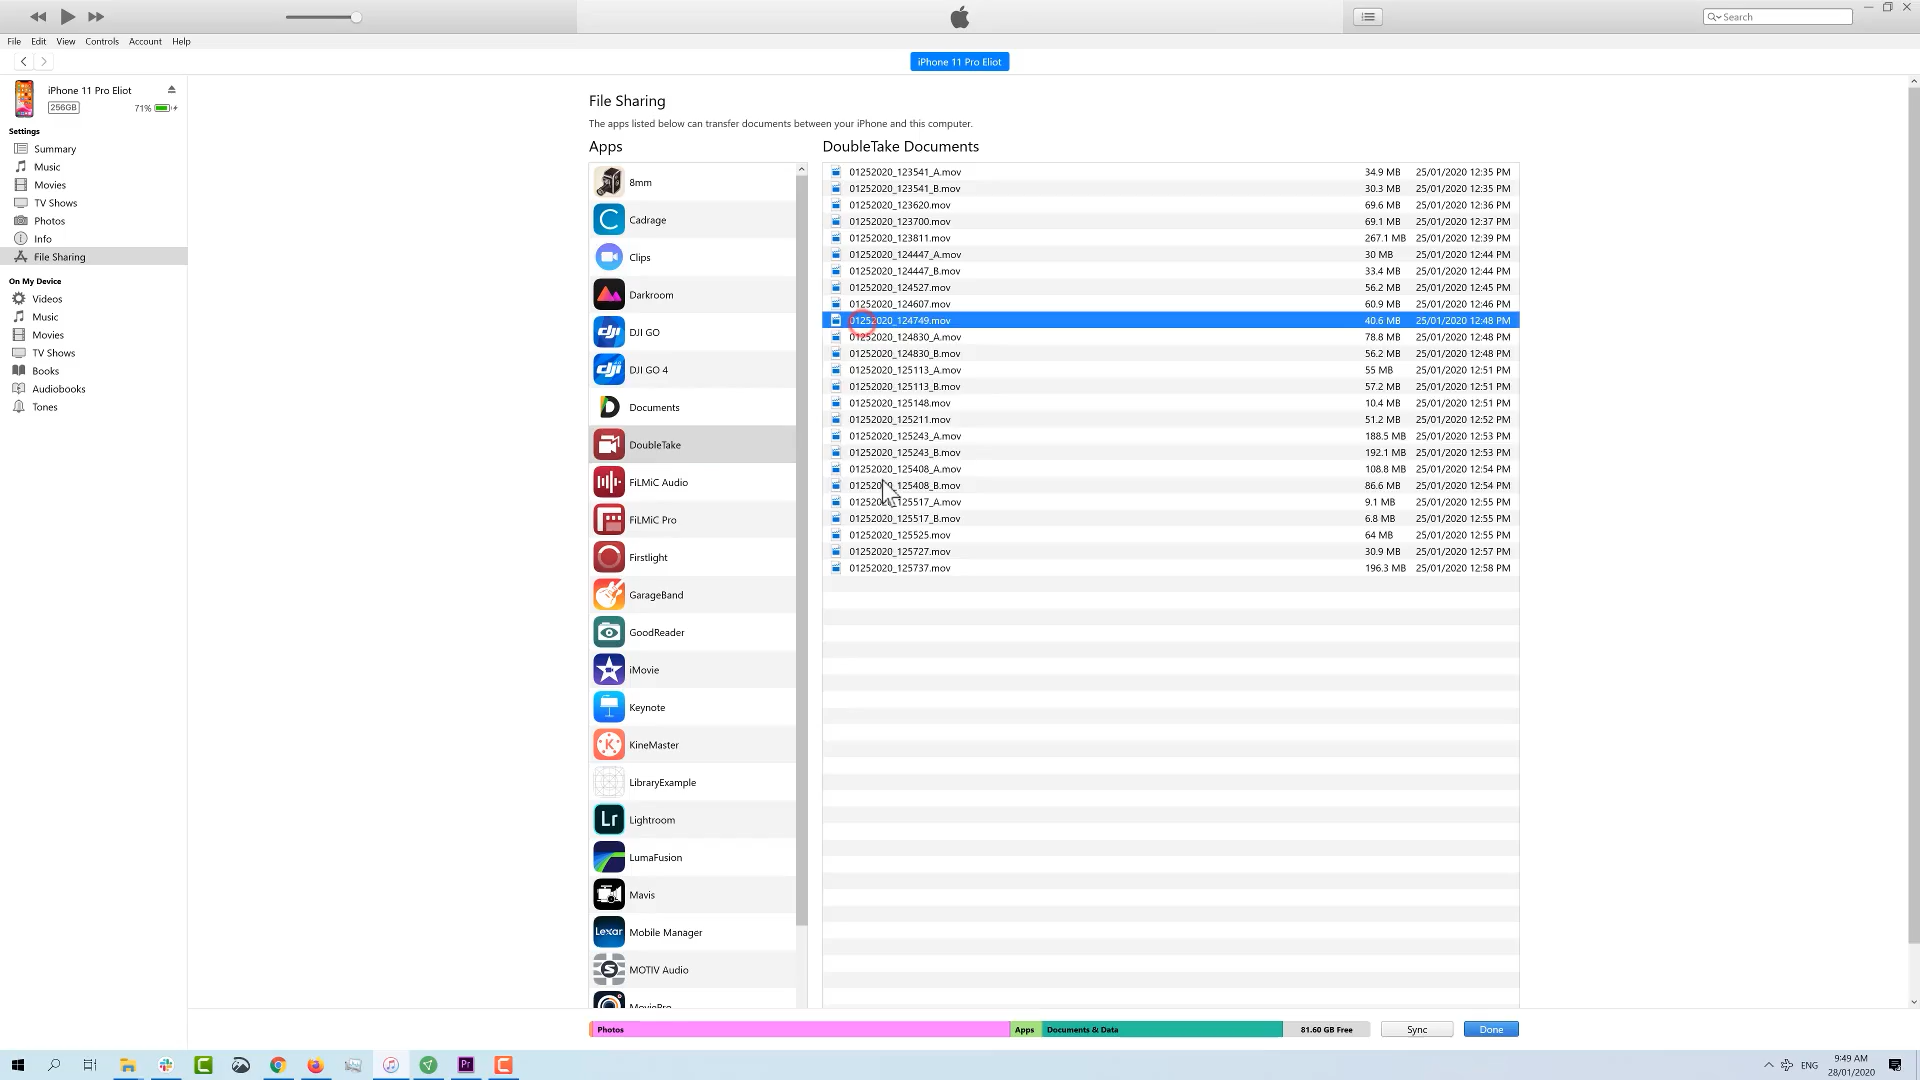 Search
File Edit View Controls Account Help
iPhone 11 Pro Eliot
iPhone 11 Pro Eliot
256GB 71%
Settings
Summary
Music
Movies
TV Shows
Photos
Info
File Sharing
On My Device
Videos
Music
Movies
TV Shows
Books
Audiobooks
Tones
File Sharing
The apps listed below can transfer documents between your iPhone and this computer.
Apps
8mm
Cadrage
Clips
Darkroom
DJI GO
DJI GO 4
Documents
DoubleTake
FiLMiC Audio
FiLMiC Pro
Firstlight
GarageBand
GoodReader
iMovie
Keynote
KineMaster
LibraryExample
Lr Lightroom
LumaFusion
Mavis
Lexar Mobile Manager
MOTIV Audio
MoviePro
DoubleTake Documents
01252020_123541_A.mov 34.9 MB 25/01/2020 12:35 PM
01252020_123541_B.mov 30.3 MB 25/01/2020 12:35 PM
01252020_123620.mov 69.6 MB 25/01/2020 12:36 PM
01252020_123700.mov 69.1 MB 25/01/2020 12:37 PM
01252020_123811.mov 267.1 MB 25/01/2020 12:39 PM
01252020_124447_A.mov 30 MB 25/01/2020 12:44 PM
01252020_124447_B.mov 33.4 MB 25/01/2020 12:44 PM
01252020_124527.mov 56.2 MB 25/01/2020 12:45 PM
01252020_124607.mov 60.9 MB 25/01/2020 12:46 PM
01252020_124749.mov 40.6 MB 25/01/2020 12:48 PM
01252020_124830_A.mov 78.8 MB 25/01/2020 12:48 PM
01252020_124830_B.mov 56.2 MB 25/01/2020 12:48 PM
01252020_125113_A.mov 55 MB 25/01/2020 12:51 PM
01252020_125113_B.mov 57.2 MB 25/01/2020 12:51 PM
01252020_125148.mov 10.4 MB 25/01/2020 12:51 PM
01252020_125211.mov 51.2 MB 25/01/2020 12:52 PM
01252020_125243_A.mov 188.5 MB 25/01/2020 12:53 PM
01252020_125243_B.mov 192.1 MB 25/01/2020 12:53 PM
01252020_125408_A.mov 108.8 MB 25/01/2020 12:54 PM
01252020_125408_B.mov 86.6 MB 25/01/2020 12:54 PM
01252020_125517_A.mov 9.1 MB 25/01/2020 12:55 PM
01252020_125517_B.mov 6.8 MB 25/01/2020 12:55 PM
01252020_125525.mov 64 MB 25/01/2020 12:55 PM
01252020_125727.mov 30.9 MB 25/01/2020 12:57 PM
01252020_125737.mov 196.3 MB 25/01/2020 12:58 PM
Photos Apps Documents & Data 81.60 GB Free Sync Done
Pr ENG 9:49 AM
28/01/2020